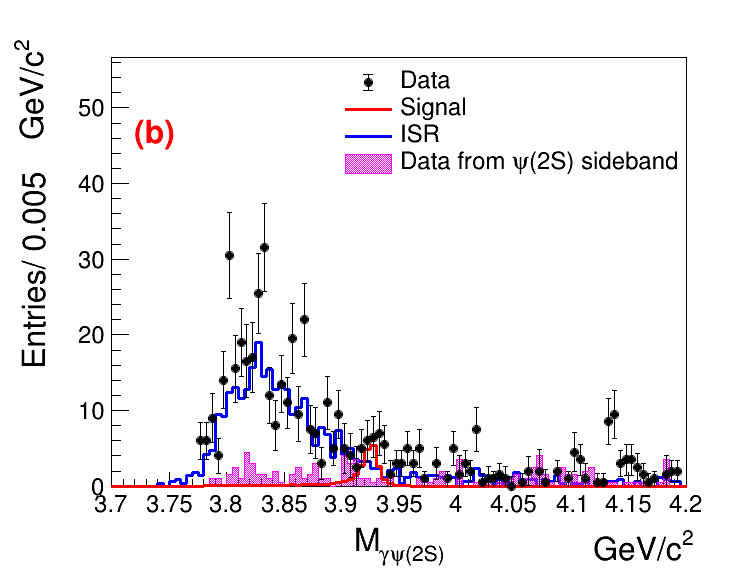 Entries/ 0.005 GeV/c²
50
40
30
20
10
0
(b)
Data
Signal
ISR
Data from ψ(2S) sideband
3.7 3.75 3.8 3.85 3.9 3.95 4 4.05 4.1 4.15 4.2
M_γψ(2S)
GeV/c²